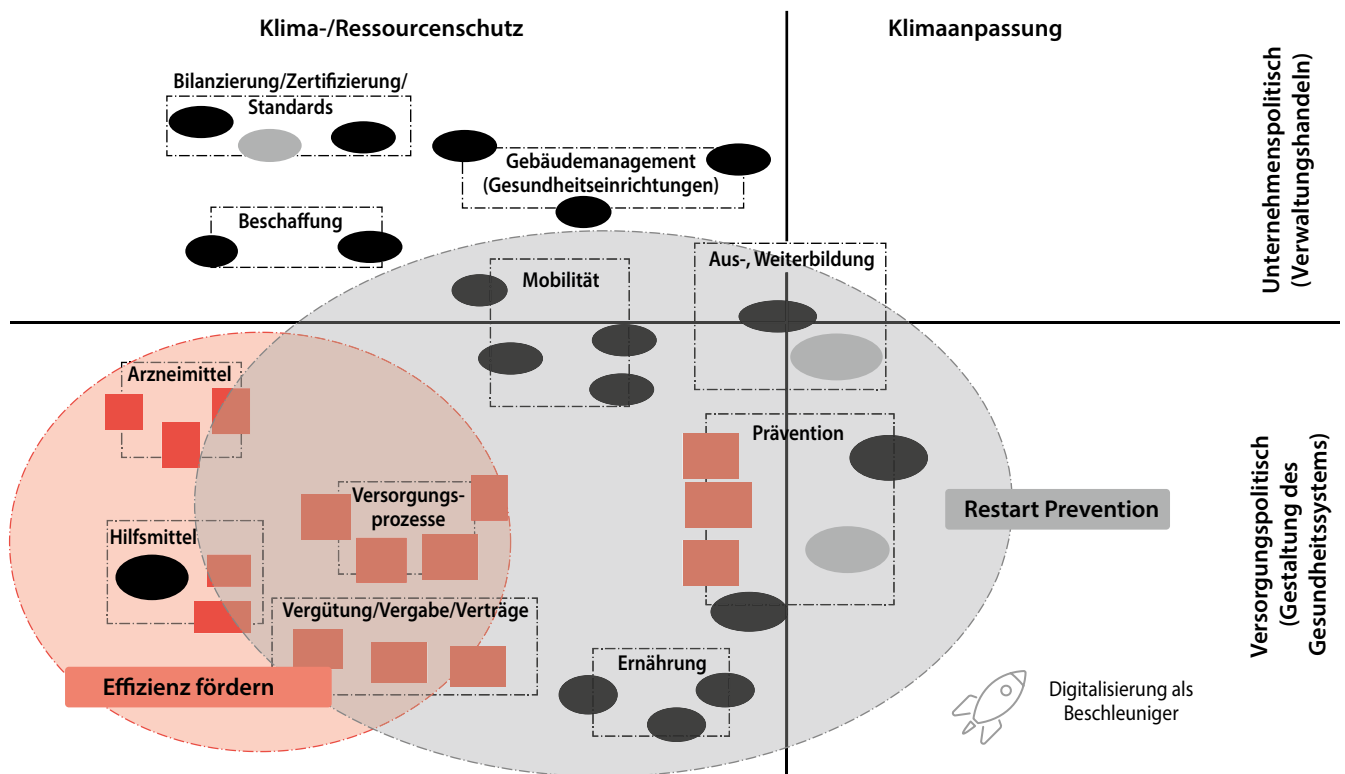 Klima-/Ressourcenschutz
Klimaanpassung
Unternehmenspolitisch
(Verwaltungshandeln)
Bilanzierung/Zertifizierung/
Standards
Gebäudemanagement
(Gesundheitseinrichtungen)
Beschaffung
Mobilität
Aus-, Weiterbildung
Arzneimittel
Prävention
Versorgungs-
prozesse
Restart Prevention
Versorgungspolitisch
(Gestaltung des
Gesundheitssystems)
Hilfsmittel
Vergütung/Vergabe/Verträge
Ernährung
Effizienz fördern
Digitalisierung als
Beschleuniger